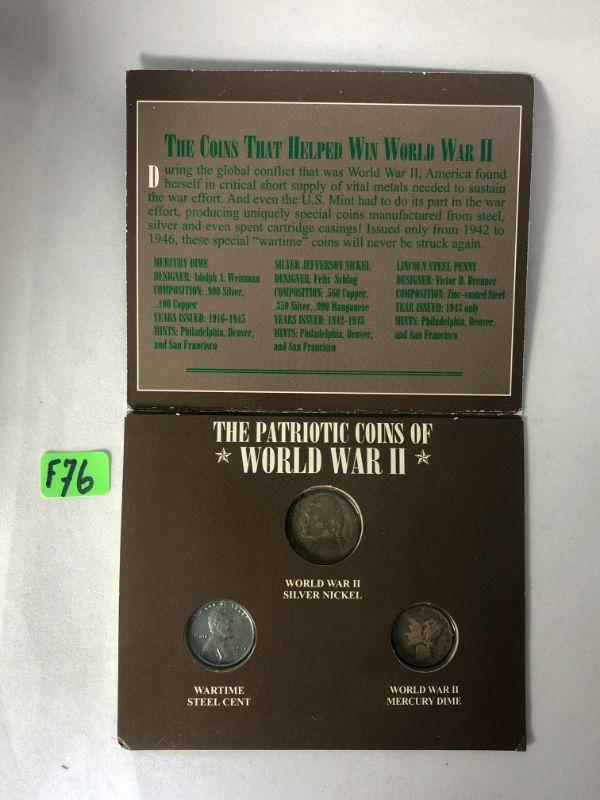 THE COINS THAT HELPED WIN WORLD WAR II
During the global conflict that was World War II, America found
herself in critical short supply of vital metals needed to sustain
the war effort. And even the U.S. Mint had to do its part in the war
effort, producing uniquely special coins manufactured from steel,
silver and even spent cartridge casings! Issued only from 1942 to
1946, these special "wartime" coins will never be struck again.
MERCURY DIME
DESIGNER: Adolph A. Weinman
COMPOSITION: .900 Silver,
.100 Copper
YEARS ISSUED: 1916-1945
MINTS: Philadelphia, Denver,
and San Francisco
SILVER JEFFERSON NICKEL
DESIGNER: Felix Schlag
COMPOSITION: .560 Copper,
.350 Silver, .090 Manganese
YEARS ISSUED: 1942-1945
MINTS: Philadelphia, Denver,
and San Francisco
LINCOLN STEEL PENNY
DESIGNER: Victor D. Brenner
COMPOSITION: Zinc-coated Steel
YEAR ISSUED: 1943 only
MINTS: Philadelphia, Denver,
and San Francisco
F76
THE PATRIOTIC COINS OF
WORLD WAR II
WORLD WAR II
SILVER NICKEL
WARTIME
STEEL CENT
WORLD WAR II
MERCURY DIME